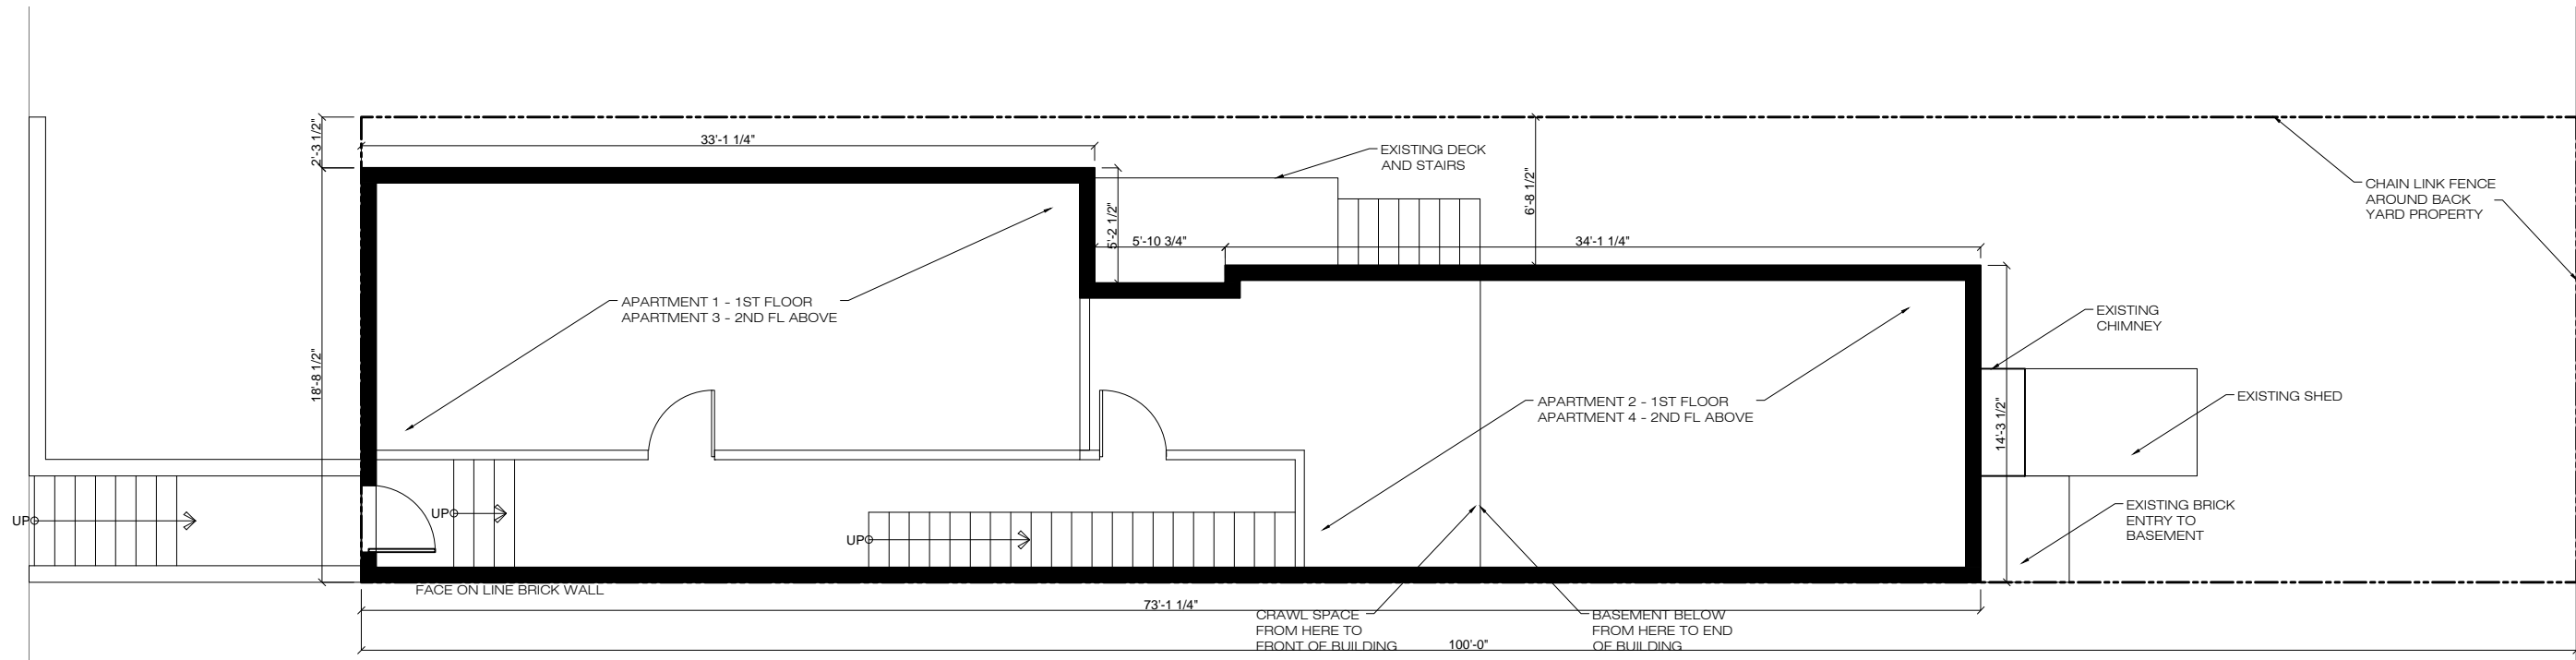 2'-3 1/2"
33'-1 1/4"
EXISTING DECK
AND STAIRS
6'-8 1/2"
CHAIN LINK FENCE
AROUND BACK
YARD PROPERTY
5'-2 1/2"
5'-10 3/4"
34'-1 1/4"
APARTMENT 1 - 1ST FLOOR
APARTMENT 3 - 2ND FL ABOVE
EXISTING
CHIMNEY
18'-8 1/2"
APARTMENT 2 - 1ST FLOOR
APARTMENT 4 - 2ND FL ABOVE
14'-3 1/2"
EXISTING SHED
UP
UP
UP
EXISTING BRICK
ENTRY TO
BASEMENT
FACE ON LINE BRICK WALL
73'-1 1/4"
CRAWL SPACE
FROM HERE TO
FRONT OF BUILDING
BASEMENT BELOW
FROM HERE TO END
OF BUILDING
100'-0"